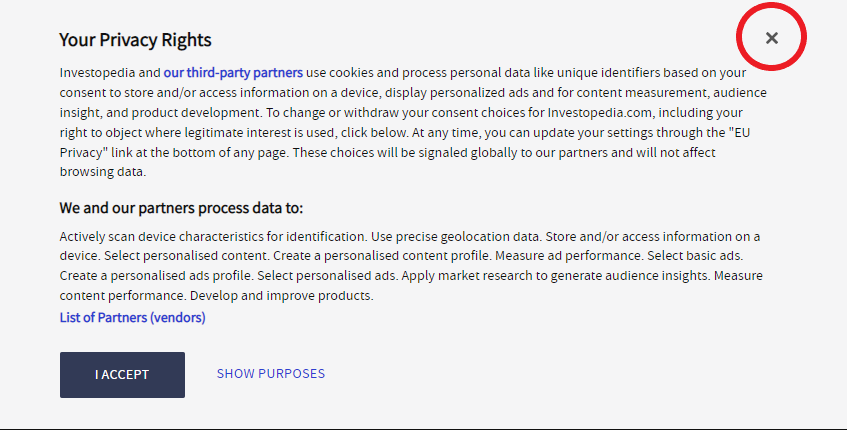 Your Privacy Rights
Investopedia and our third-party partners use cookies and process personal data like unique identifiers based on your
consent to store and/or access information on a device, display personalized ads and for content measurement, audience
insight, and product development. To change or withdraw your consent choices for Investopedia.com, including your
right to object where legitimate interest is used, click below. At any time, you can update your settings through the "EU
Privacy" link at the bottom of any page. These choices will be signaled globally to our partners and will not affect
browsing data.
We and our partners process data to:
Actively scan device characteristics for identification. Use precise geolocation data. Store and/or access information on a
device. Select personalised content. Create a personalised content profile. Measure ad performance. Select basic ads.
Create a personalised ads profile. Select personalised ads. Apply market research to generate audience insights. Measure
content performance. Develop and improve products.
List of Partners (vendors)
I ACCEPT SHOW PURPOSES